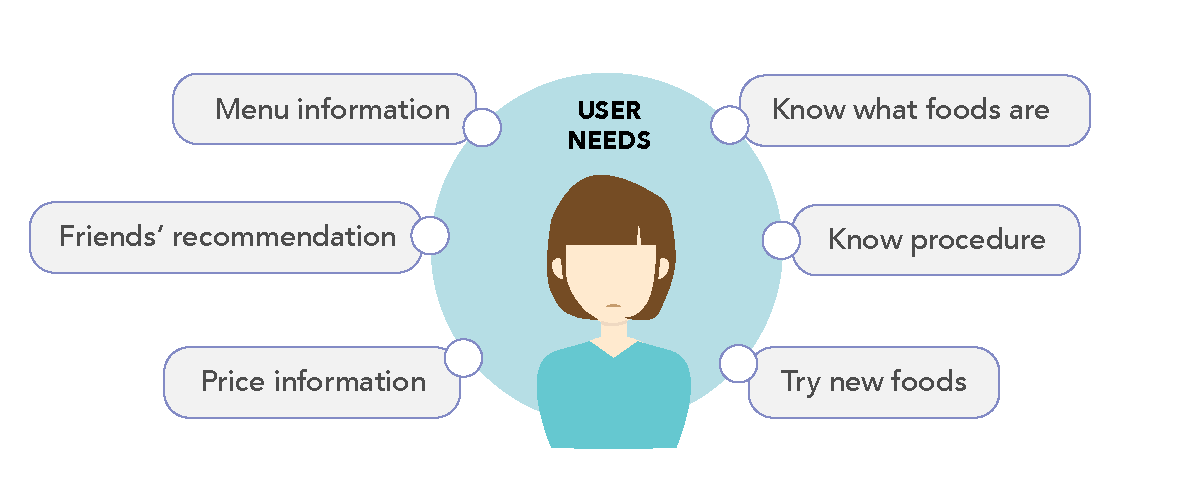 USER
NEEDS
Menu information
Friends‘ recommendation
Price information
Know what foods are
Know procedure
Try new foods